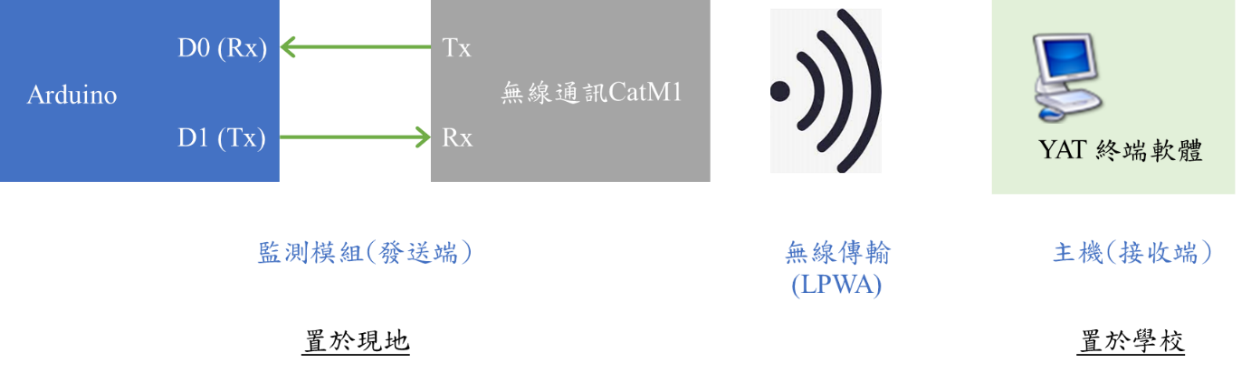 D0 (Rx)
Tx
Arduino
無線通訊CatM1
D1 (Tx)
Rx
YAT 終端軟體
監測模組(發送端)
無線傳輸
(LPWA)
主機(接收端)
置於現地
置於學校